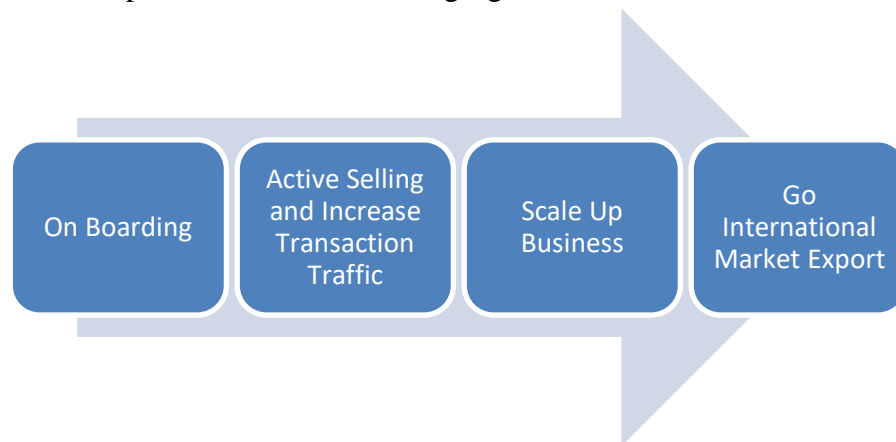 On Boarding
Active Selling
and Increase
Transaction
Traffic
Scale Up
Business
Go
International
Market Export